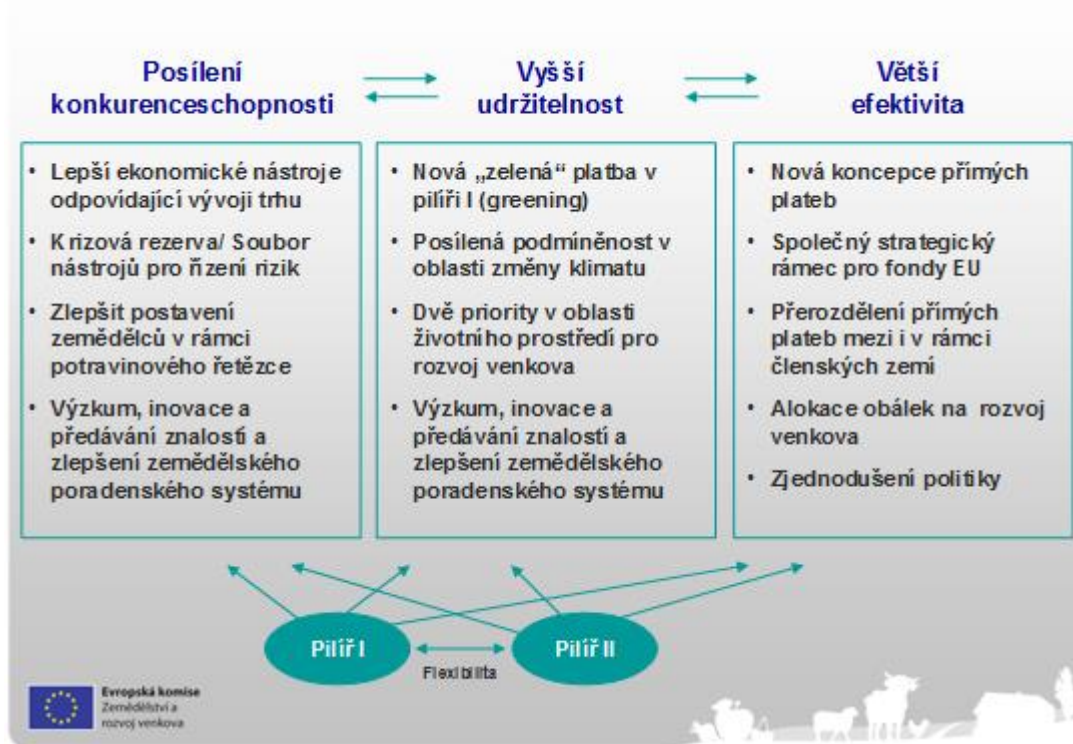 Posílení
konkurenceschopnosti
Vyšší
udržitelnost
Větší
efektivita
• Lepší ekonomické nástroje
odpovídající vývoji trhu
• Krizová rezerva/ Soubor
nástrojů pro řízení rizik
• Zlepšit postavení
zemědělců v rámci
potravinového řetězce
• Výzkum, inovace a
předávání znalostí a
zlepšení zemědělského
poradenského systému
• Nová „zelená“ platba v
pilíři I (greening)
• Posílená podmíněnost v
oblasti změny klimatu
• Dvě priority v oblasti
životního prostředí pro
rozvoj venkova
• Výzkum, inovace a
předávání znalostí a
zlepšení zemědělského
poradenského systému
• Nová koncepce přímých
plateb
• Společný strategický
rámec pro fondy EU
• Přerozdělení přímých
plateb mezi i v rámci
členských zemí
• Alokace obálek na rozvoj
venkova
• Zjednodušení politiky
Pilíř I
Flexibilita
Pilíř II
Evropská komise
Zemědělství a
rozvoj venkova